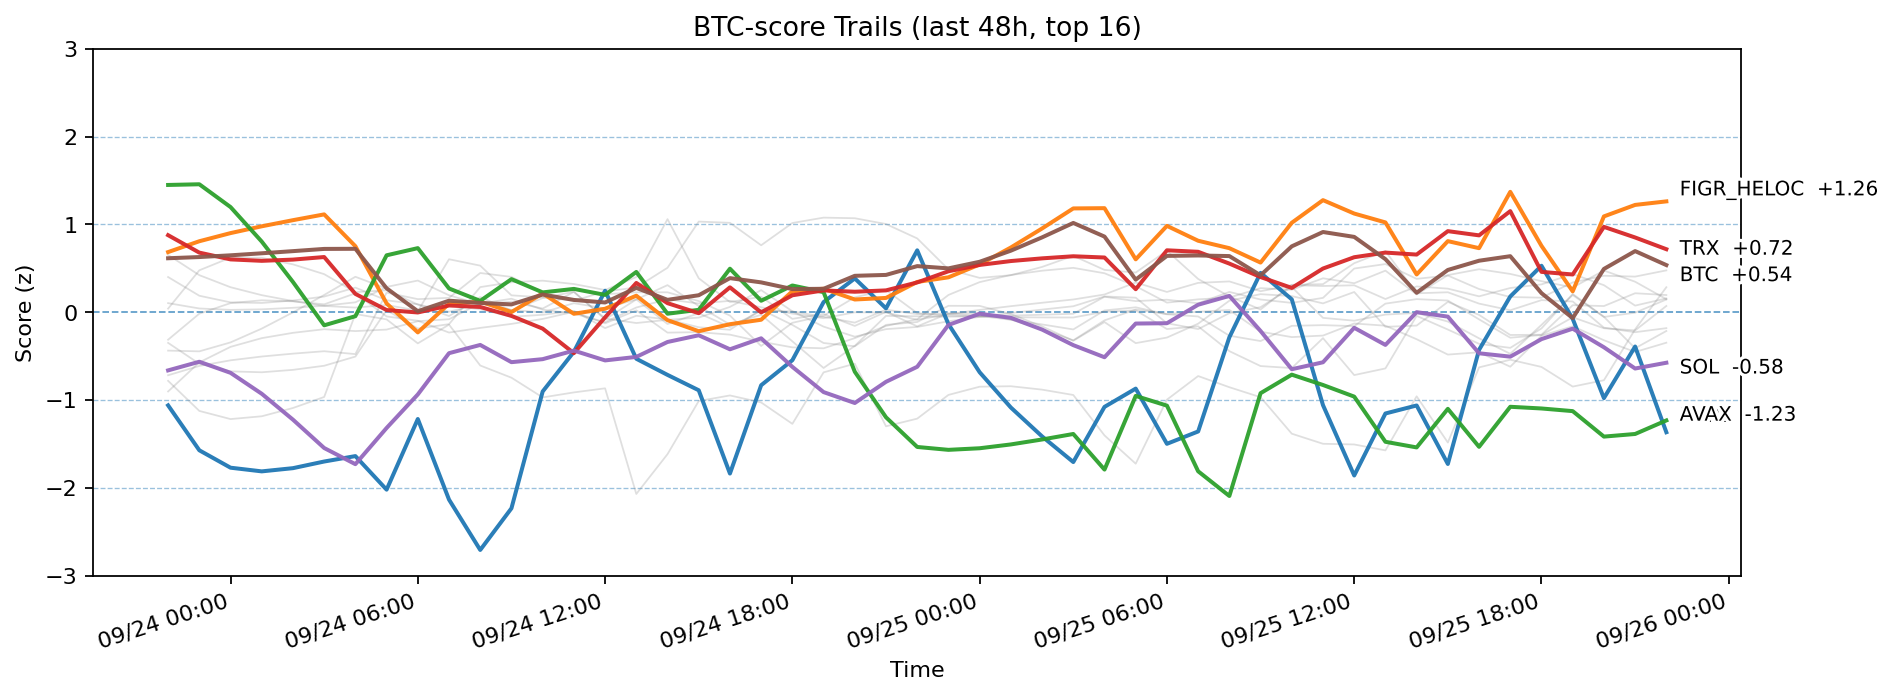 BTC-score Trails (last 48h, top 16)
Score (z)
3
2
1
0
−1
−2
−3
FIGR_HELOC +1.26
TRX +0.72
BTC +0.54
SOL -0.58
AVAX -1.23
09/24 00:00
09/24 06:00
09/24 12:00
09/24 18:00
09/25 00:00
09/25 06:00
09/25 12:00
09/25 18:00
09/26 00:00
Time